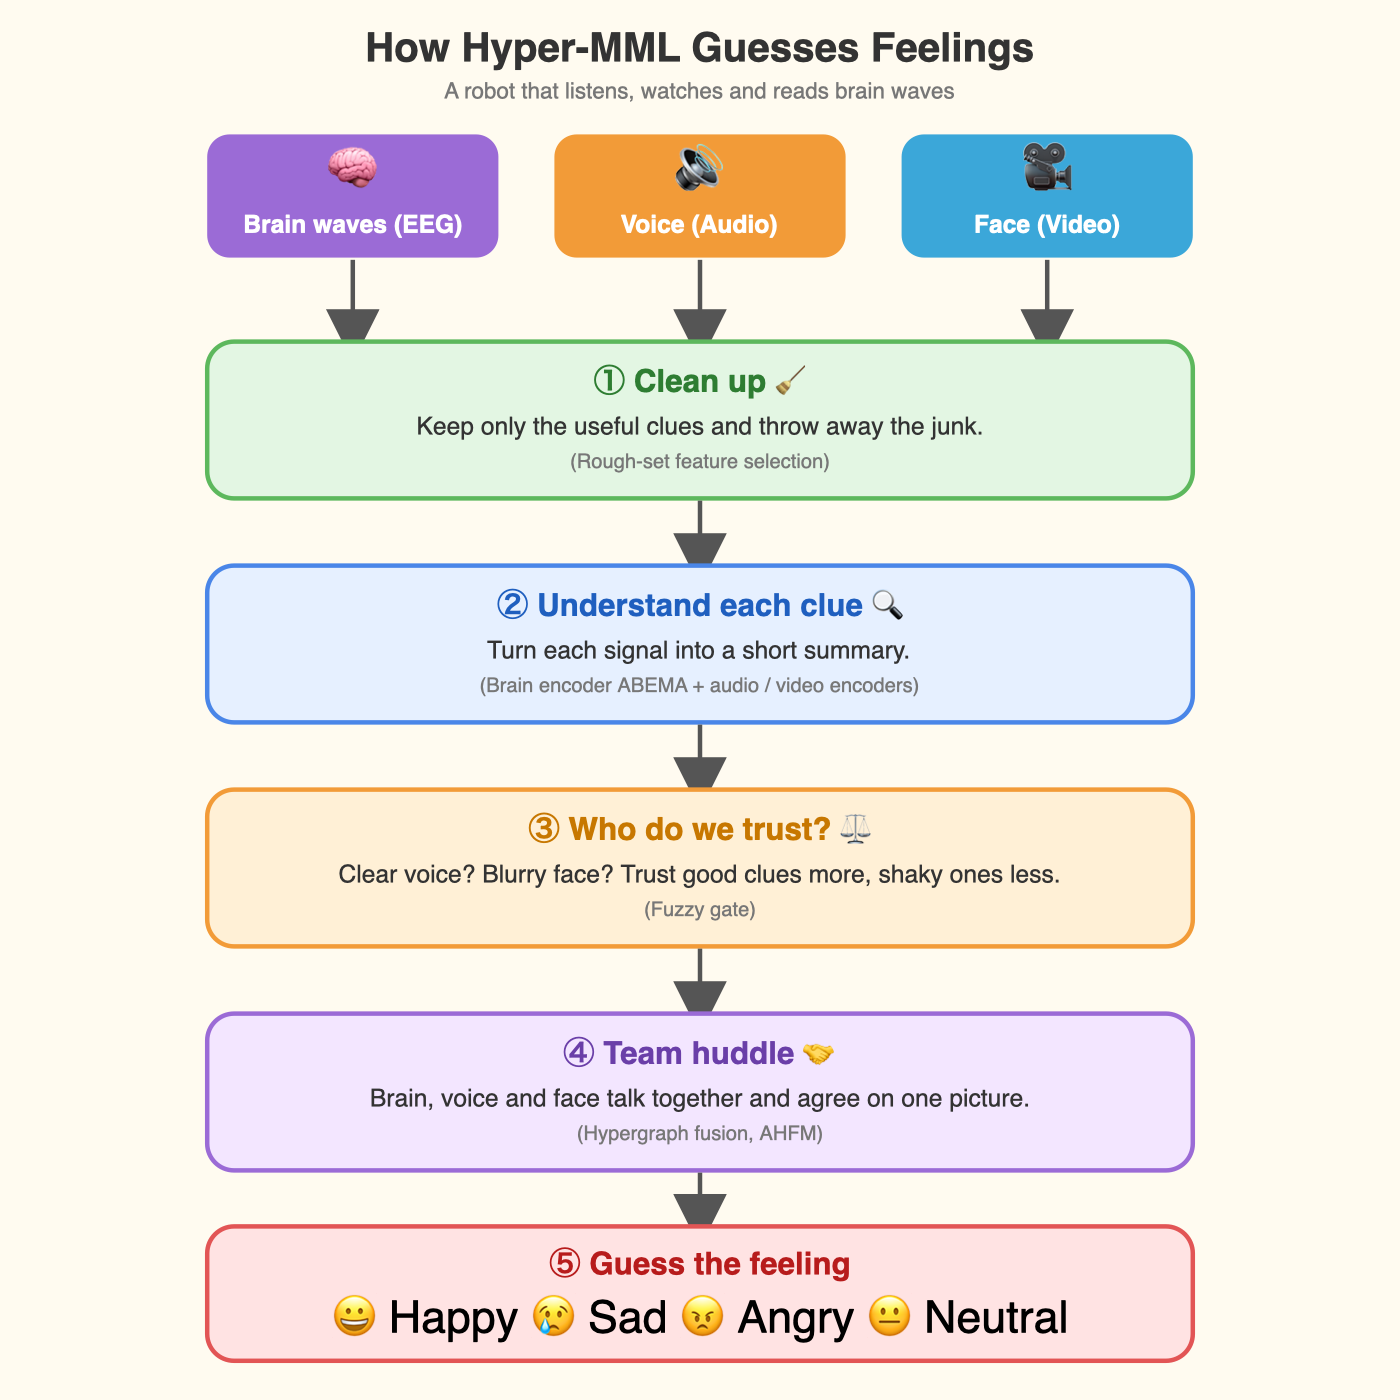 How Hyper-MML Guesses Feelings
A robot that listens, watches and reads brain waves
Brain waves (EEG)
Voice (Audio)
Face (Video)
① Clean up 🧹
Keep only the useful clues and throw away the junk.
(Rough-set feature selection)
② Understand each clue 🔍
Turn each signal into a short summary.
(Brain encoder ABEMA + audio / video encoders)
③ Who do we trust? ⚖️
Clear voice? Blurry face? Trust good clues more, shaky ones less.
(Fuzzy gate)
④ Team huddle 🤝
Brain, voice and face talk together and agree on one picture.
(Hypergraph fusion, AHFM)
⑤ Guess the feeling
😀 Happy 😢 Sad 😠 Angry 😐 Neutral